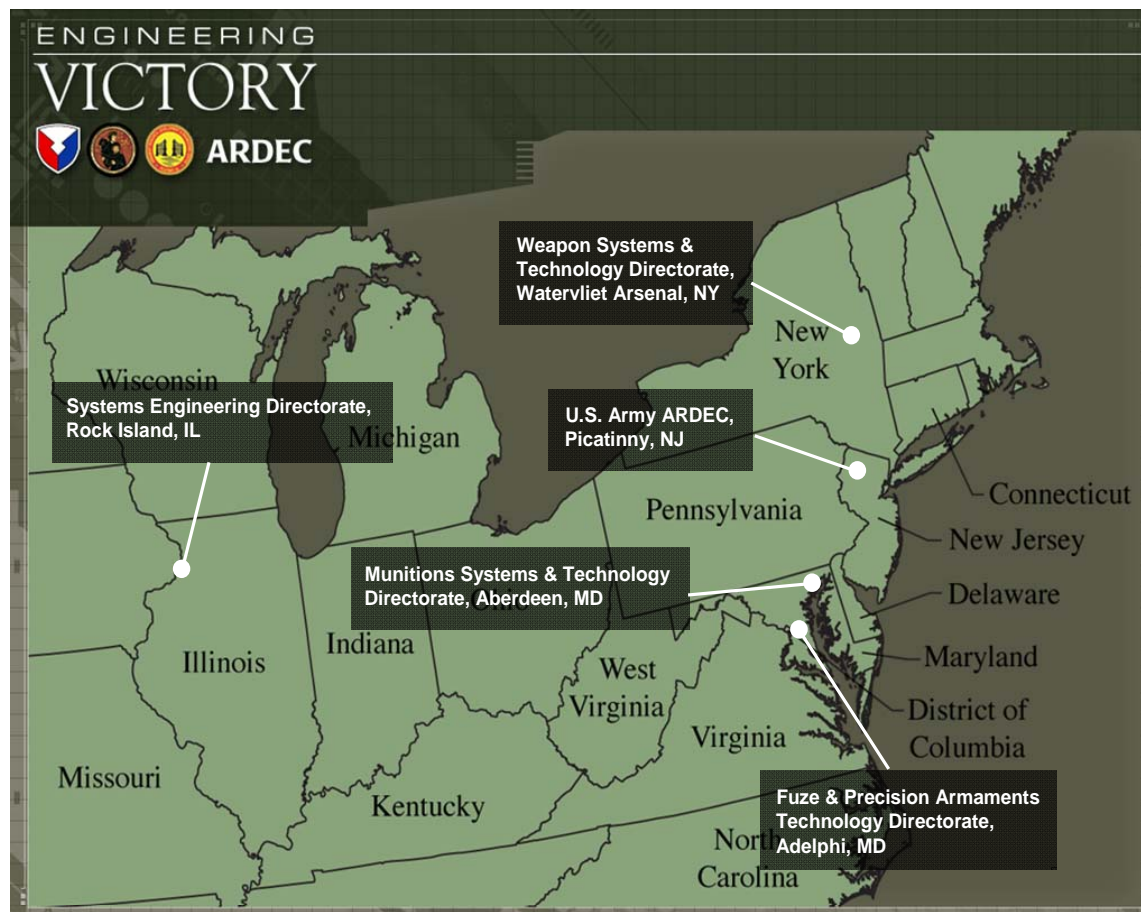 ENGINEERING
VICTORY
ARDEC
Weapon Systems &
Technology Directorate,
Watervliet Arsenal, NY
New
York
Wisconsin
Systems Engineering Directorate,
Rock Island, IL
Michigan
U.S. Army ARDEC,
Picatinny, NJ
Connecticut
Pennsylvania
New Jersey
Munitions Systems & Technology
Directorate, Aberdeen, MD
Ohio
Delaware
Indiana
Illinois
Maryland
West
Virginia
District of
Columbia
Virginia
Missouri
Kentucky
Fuze & Precision Armaments
Technology Directorate,
Adelphi, MD
North
Carolina